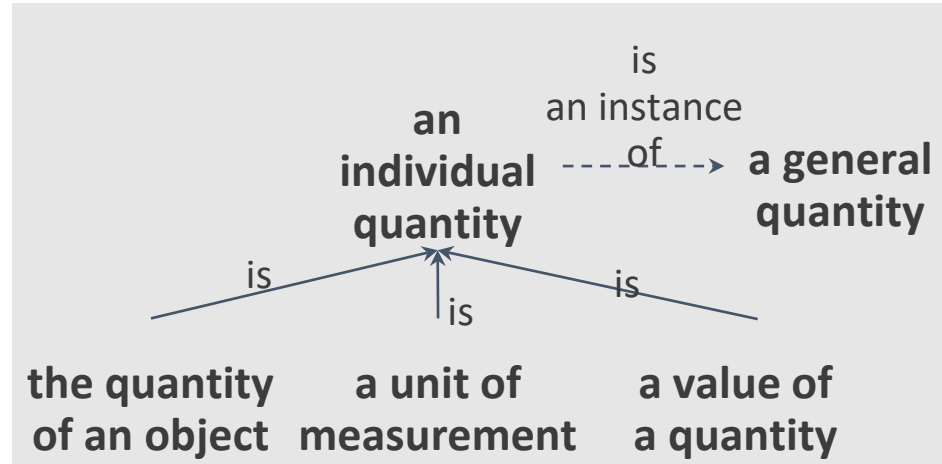 is
an instance
of
an
individual
quantity
a general
quantity
is
is
is
the quantity
of an object
a unit of
measurement
a value of
a quantity